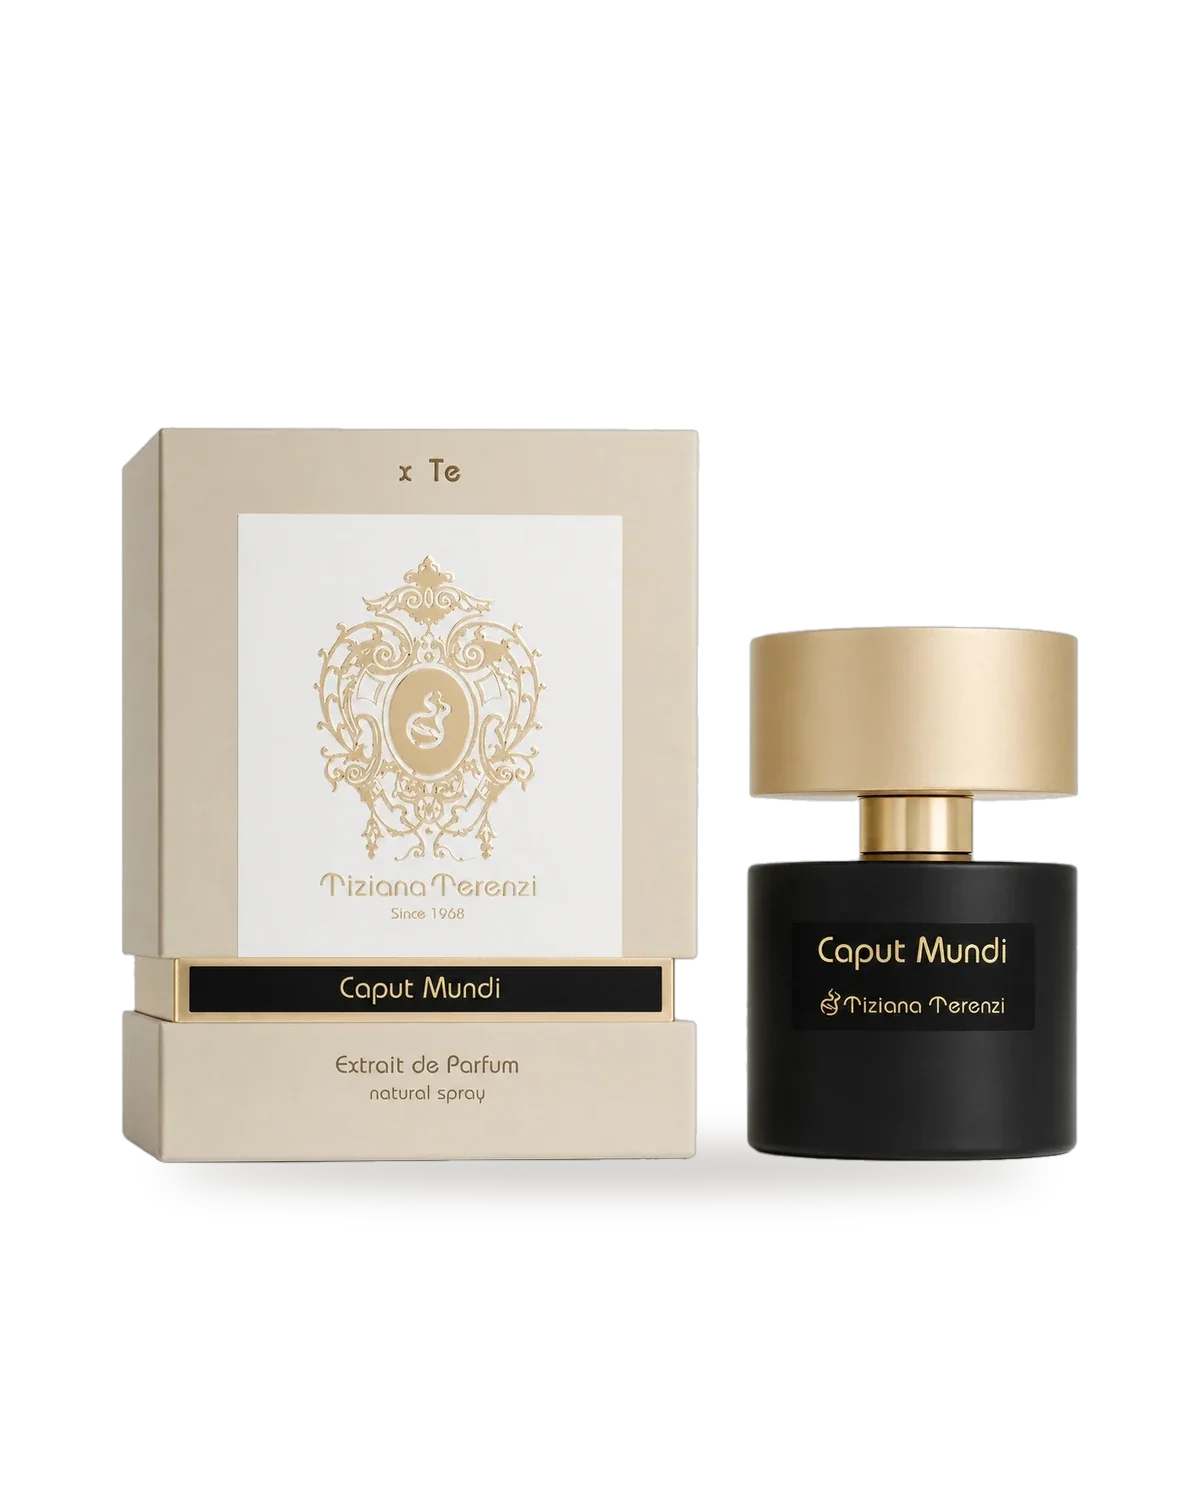 x Te
Tiziana Terenzi
Since 1968
Caput Mundi
Extrait de Parfum
natural spray
Caput Mundi
Tiziana Terenzi